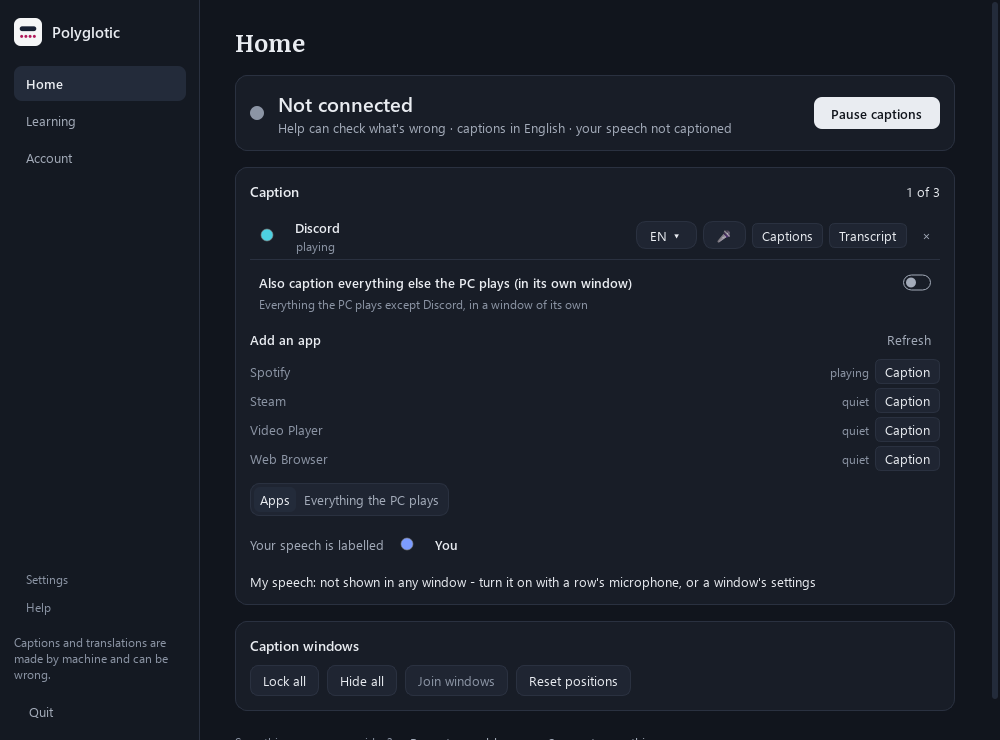 Polyglotic
Home
Learning
Account
Settings
Help
Captions and translations are
made by machine and can be
wrong.
Quit
Home
Not connected
Help can check what's wrong · captions in English · your speech not captioned
Pause captions
Caption
1 of 3
Discord
playing
EN ▾
Captions
Transcript
×
Also caption everything else the PC plays (in its own window)
Everything the PC plays except Discord, in a window of its own
Add an app
Refresh
Spotify
playing
Caption
Steam
quiet
Caption
Video Player
quiet
Caption
Web Browser
quiet
Caption
Apps
Everything the PC plays
Your speech is labelled
You
My speech: not shown in any window - turn it on with a row's microphone, or a window's settings
Caption windows
Lock all
Hide all
Join windows
Reset positions